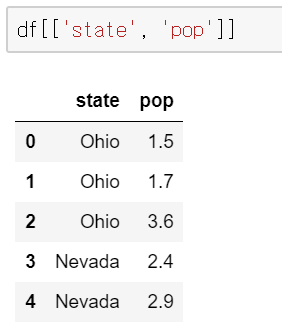 df[['state', 'pop']]
state pop
0 Ohio 1.5
1 Ohio 1.7
2 Ohio 3.6
3 Nevada 2.4
4 Nevada 2.9